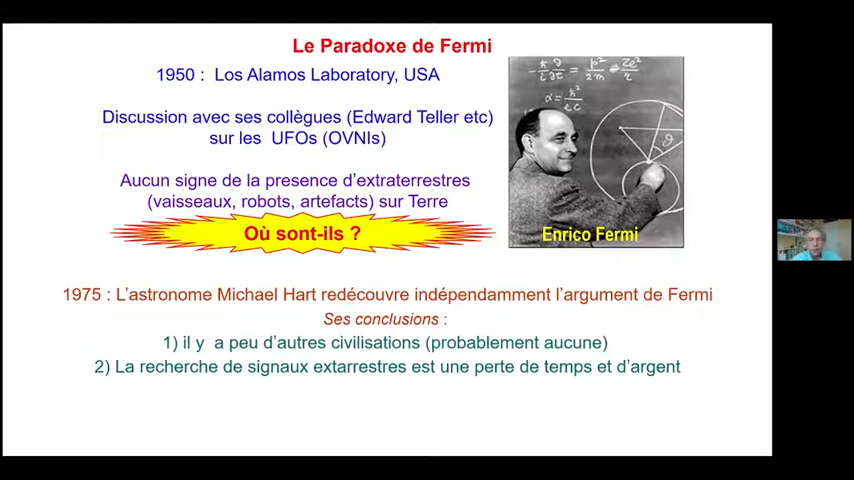 Le Paradoxe de Fermi
1950 : Los Alamos Laboratory, USA
Discussion avec ses collègues (Edward Teller etc)
sur les UFOs (OVNIs)
Aucun signe de la presence d'extraterrestres
(vaisseaux, robots, artefacts) sur Terre
Où sont-ils ?
Enrico Fermi
1975 : L'astronome Michael Hart redécouvre indépendamment l'argument de Fermi
Ses conclusions :
1) il y a peu d'autres civilisations (probablement aucune)
2) La recherche de signaux extarrestres est une perte de temps et d'argent